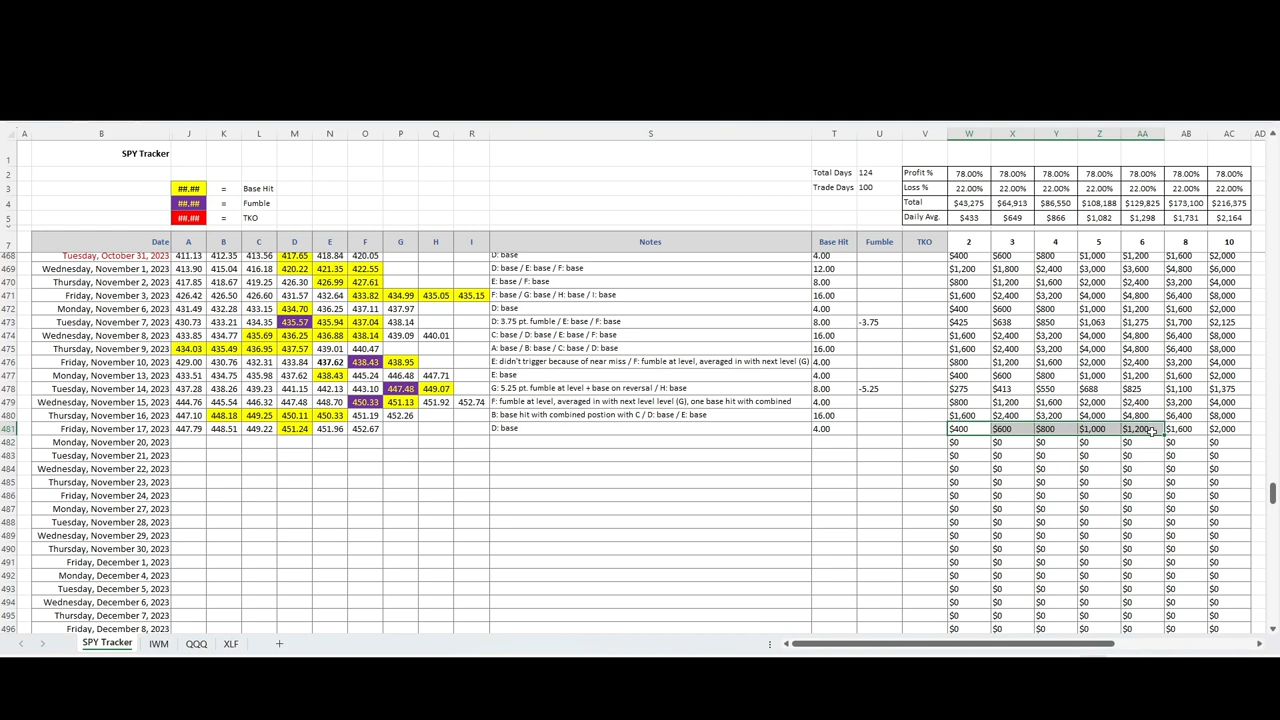 A B J K L M N O P Q R S T U V W X Y Z AA AB AC AD
1 SPY Tracker
2 Total Days 124 Profit % 78.00% 78.00% 78.00% 78.00% 78.00% 78.00% 78.00%
3 ##.## = Base Hit Trade Days 100 Loss % 22.00% 22.00% 22.00% 22.00% 22.00% 22.00% 22.00%
4 ##.## = Fumble Total $43,275 $64,913 $86,550 $108,188 $129,825 $173,100 $216,375
5 ##.## = TKO Daily Avg. $433 $649 $866 $1,082 $1,298 $1,731 $2,164
7 Date A B C D E F G H I Notes Base Hit Fumble TKO 2 3 4 5 6 8 10
468 Tuesday, October 31, 2023 411.13 412.35 413.56 417.65 418.84 420.05 D: base 4.00 $400 $600 $800 $1,000 $1,200 $1,600 $2,000
469 Wednesday, November 1, 2023 413.90 415.04 416.18 420.22 421.35 422.55 D: base / E: base / F: base 12.00 $1,200 $1,800 $2,400 $3,000 $3,600 $4,800 $6,000
470 Thursday, November 2, 2023 417.85 418.67 419.25 426.30 426.99 427.61 E: base / F: base 8.00 $800 $1,200 $1,600 $2,000 $2,400 $3,200 $4,000
471 Friday, November 3, 2023 426.42 426.50 426.60 431.57 432.64 433.82 434.99 435.05 435.15 F: base / G: base / H: base / I: base 16.00 $1,600 $2,400 $3,200 $4,000 $4,800 $6,400 $8,000
472 Monday, November 6, 2023 431.49 432.28 433.15 434.70 436.25 437.11 437.97 D: base 4.00 $400 $600 $800 $1,000 $1,200 $1,600 $2,000
473 Tuesday, November 7, 2023 430.73 433.21 434.35 435.57 435.94 437.04 438.14 D: 3.75 pt. fumble / E: base / F: base 8.00 -3.75 $425 $638 $850 $1,063 $1,275 $1,700 $2,125
474 Wednesday, November 8, 2023 433.85 434.77 435.69 436.25 436.88 438.14 439.09 440.01 C: base / D: base / E: base / F: base 16.00 $1,600 $2,400 $3,200 $4,000 $4,800 $6,400 $8,000
475 Thursday, November 9, 2023 434.03 435.49 436.95 437.57 439.01 440.47 A: base / B: base / C: base / D: base 16.00 $1,600 $2,400 $3,200 $4,000 $4,800 $6,400 $8,000
476 Friday, November 10, 2023 429.00 430.76 432.31 433.84 437.62 438.43 438.95 E: didn't trigger because of near miss / F: fumble at level, averaged in with next level (G) 4.00 $800 $1,200 $1,600 $2,000 $2,400 $3,200 $4,000
477 Monday, November 13, 2023 433.51 434.75 435.98 437.62 438.43 445.24 446.48 447.71 E: base 4.00 $400 $600 $800 $1,000 $1,200 $1,600 $2,000
478 Tuesday, November 14, 2023 437.28 438.26 439.23 441.15 442.13 443.10 447.48 449.07 G: 5.25 pt. fumble at level + base on reversal / H: base 8.00 -5.25 $275 $413 $550 $688 $825 $1,100 $1,375
479 Wednesday, November 15, 2023 444.76 445.54 446.32 447.48 448.70 450.33 451.13 451.92 452.74 F: fumble at level, averaged in with next level level (G), one base hit with combined 4.00 $800 $1,200 $1,600 $2,000 $2,400 $3,200 $4,000
480 Thursday, November 16, 2023 447.10 448.18 449.25 450.11 450.33 451.19 452.26 B: base hit with combined postion with C / D: base / E: base 16.00 $1,600 $2,400 $3,200 $4,000 $4,800 $6,400 $8,000
481 Friday, November 17, 2023 447.79 448.51 449.22 451.24 451.96 452.67 D: base 4.00 $400 $600 $800 $1,000 $1,200 $1,600 $2,000
482 Monday, November 20, 2023 $0 $0 $0 $0 $0 $0 $0
483 Tuesday, November 21, 2023 $0 $0 $0 $0 $0 $0 $0
484 Wednesday, November 22, 2023 $0 $0 $0 $0 $0 $0 $0
485 Thursday, November 23, 2023 $0 $0 $0 $0 $0 $0 $0
486 Friday, November 24, 2023 $0 $0 $0 $0 $0 $0 $0
487 Monday, November 27, 2023 $0 $0 $0 $0 $0 $0 $0
488 Tuesday, November 28, 2023 $0 $0 $0 $0 $0 $0 $0
489 Wednesday, November 29, 2023 $0 $0 $0 $0 $0 $0 $0
490 Thursday, November 30, 2023 $0 $0 $0 $0 $0 $0 $0
491 Friday, December 1, 2023 $0 $0 $0 $0 $0 $0 $0
492 Monday, December 4, 2023 $0 $0 $0 $0 $0 $0 $0
493 Tuesday, December 5, 2023 $0 $0 $0 $0 $0 $0 $0
494 Wednesday, December 6, 2023 $0 $0 $0 $0 $0 $0 $0
495 Thursday, December 7, 2023 $0 $0 $0 $0 $0 $0 $0
496 Friday, December 8, 2023 $0 $0 $0 $0 $0 $0 $0
SPY Tracker IWM QQQ XLF +